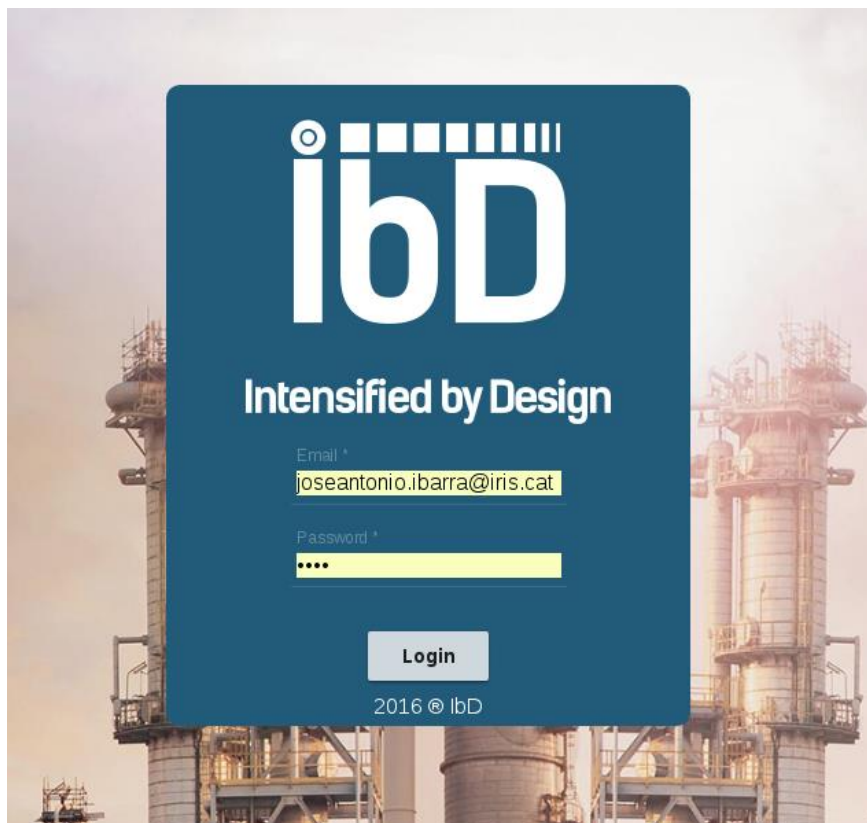 IbD
Intensified by Design
Email *
joseantonio.ibarra@iris.cat
Password *
••••
Login
2016 ® IbD